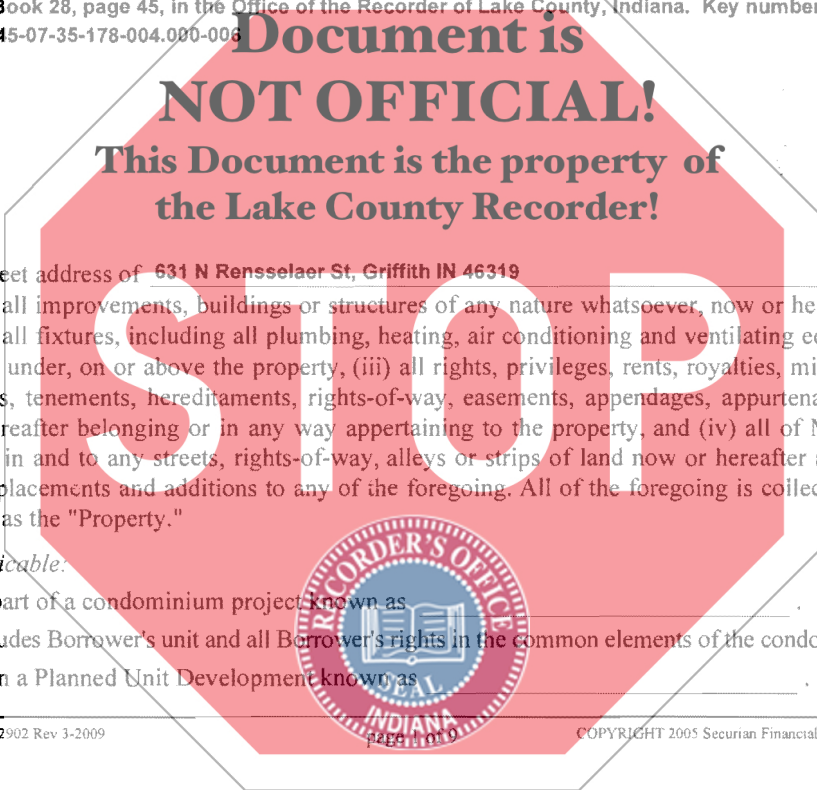 ook 28, page 45, in the Office of the Recorder of Lake County, Indiana. Key number
45-07-35-178-004.000-006
Document is
NOT OFFICIAL!
This Document is the property of
the Lake County Recorder!
eet address of 631 N Rensselaer St, Griffith IN 46319
all improvements, buildings or structures of any nature whatsoever, now or he
all fixtures, including all plumbing, heating, air conditioning and ventilating e
under, on or above the property, (iii) all rights, privileges, rents, royalties, mi
s, tenements, hereditaments, rights-of-way, easements, appendages, appurtena
reafter belonging or in any way appertaining to the property, and (iv) all of M
in and to any streets, rights-of-way, alleys or strips of land now or hereafter a
placements and additions to any of the foregoing. All of the foregoing is collec
as the "Property."
STOP
icable:
art of a condominium project known as .
udes Borrower's unit and all Borrower's rights in the common elements of the condo
n a Planned Unit Development known as .
RECORDER'S OFFICE
SEAL
INDIANA
2902 Rev 3-2009 page 1 of 9 COPYRIGHT 2005 Securian Financial